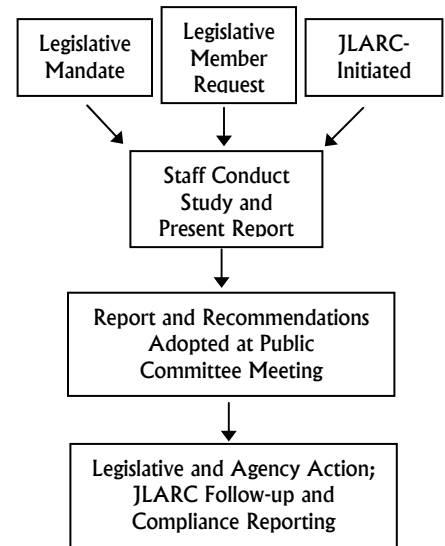 Legislative
Mandate
Legislative
Member
Request
JLARC-
Initiated
Staff Conduct
Study and
Present Report
Report and Recommendations
Adopted at Public
Committee Meeting
Legislative and Agency Action;
JLARC Follow-up and
Compliance Reporting